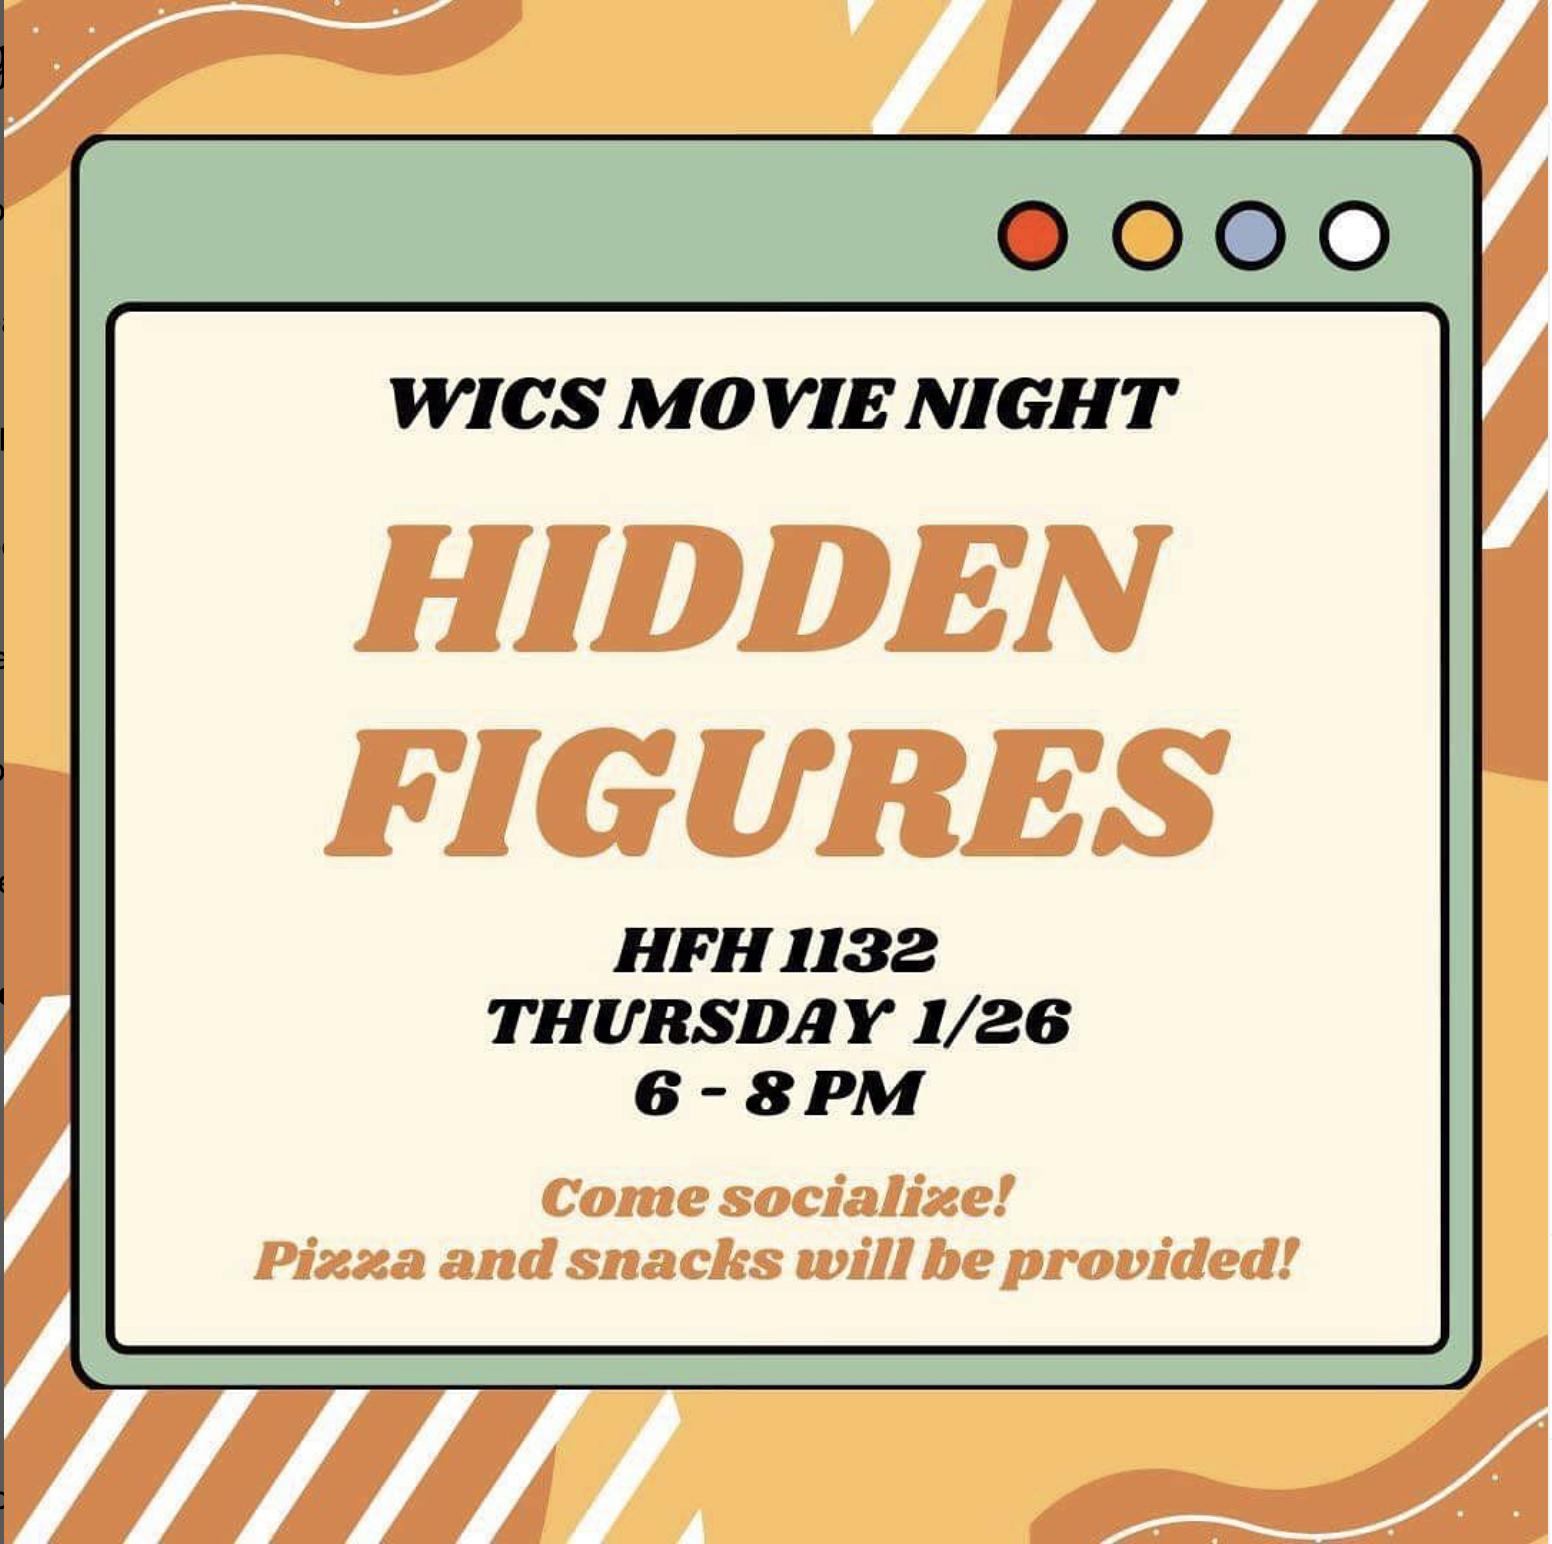 WICS MOVIE NIGHT
HIDDEN
FIGURES
HFH 1132
THURSDAY 1/26
6 - 8 PM
Come socialize!
Pizza and snacks will be provided!